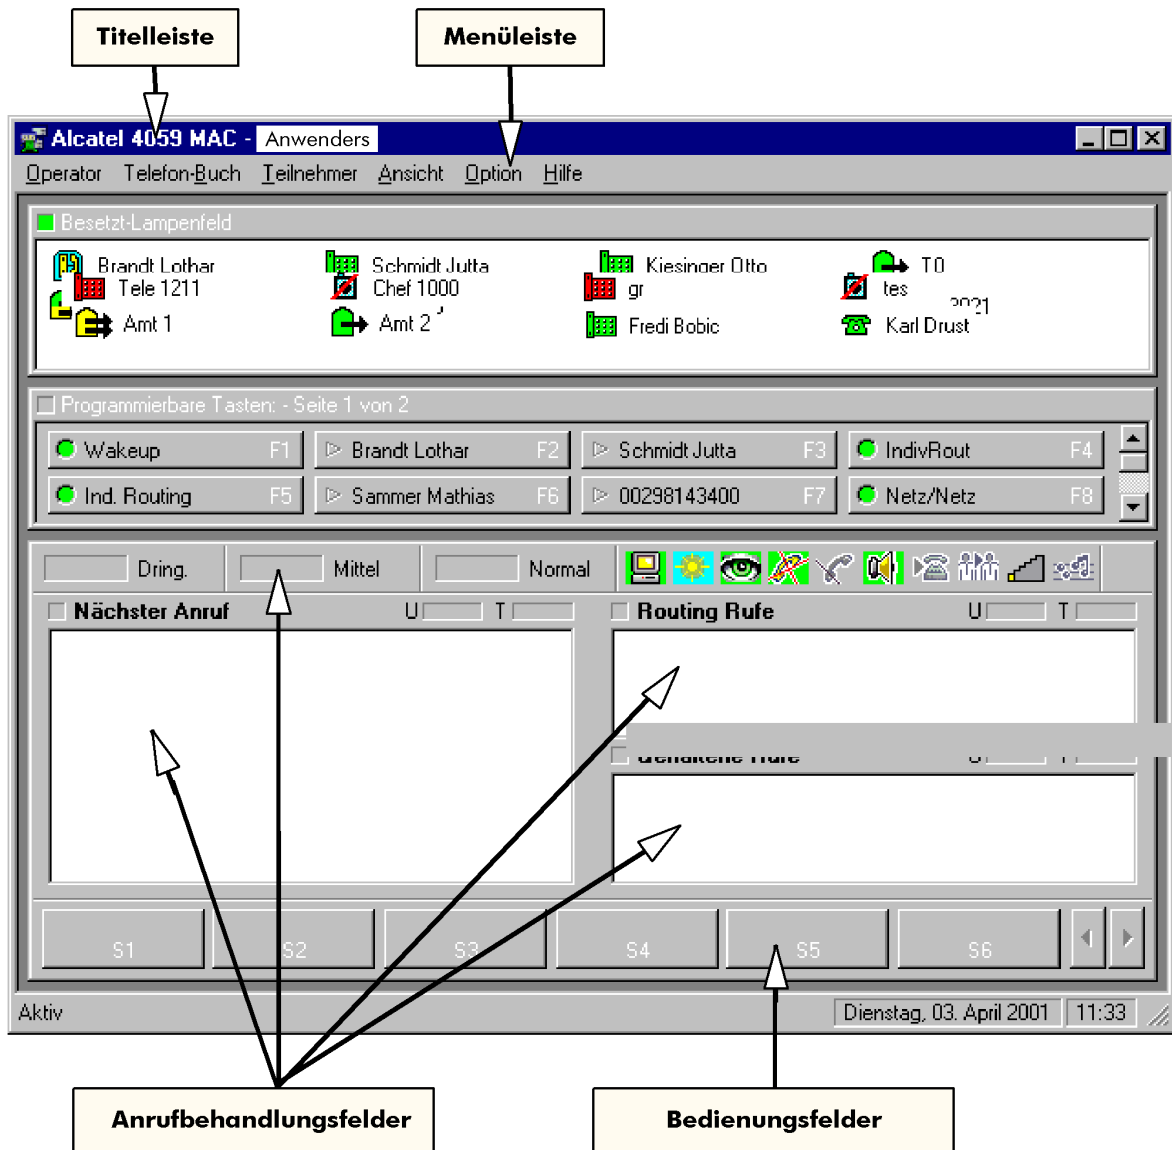 Titelleiste Menüleiste
Alcatel 4059 MAC - Anwenders
Operator Telefon-Buch Teilnehmer Ansicht Option Hilfe
Besetzt-Lampenfeld
Brandt Lothar Schmidt Jutta Kiesinger Otto T0
Tele 1211 Chef 1000 gr tes
Amt 1 Amt 2 Fredi Bobic Karl Drust
Programmierbare Tasten: - Seite 1 von 2
Wakeup F1 Brandt Lothar F2 Schmidt Jutta F3 IndivRout F4
Ind. Routing F5 Sammer Mathias F6 00298143400 F7 Netz/Netz F8
Dring. Mittel Normal
Nächster Anruf U T Routing Rufe U T
Gehaltene Rufe U T
S1 S2 S3 S4 S5 S6
Aktiv Dienstag, 03. April 2001 11:33
Anrufbehandlungsfelder Bedienungsfelder